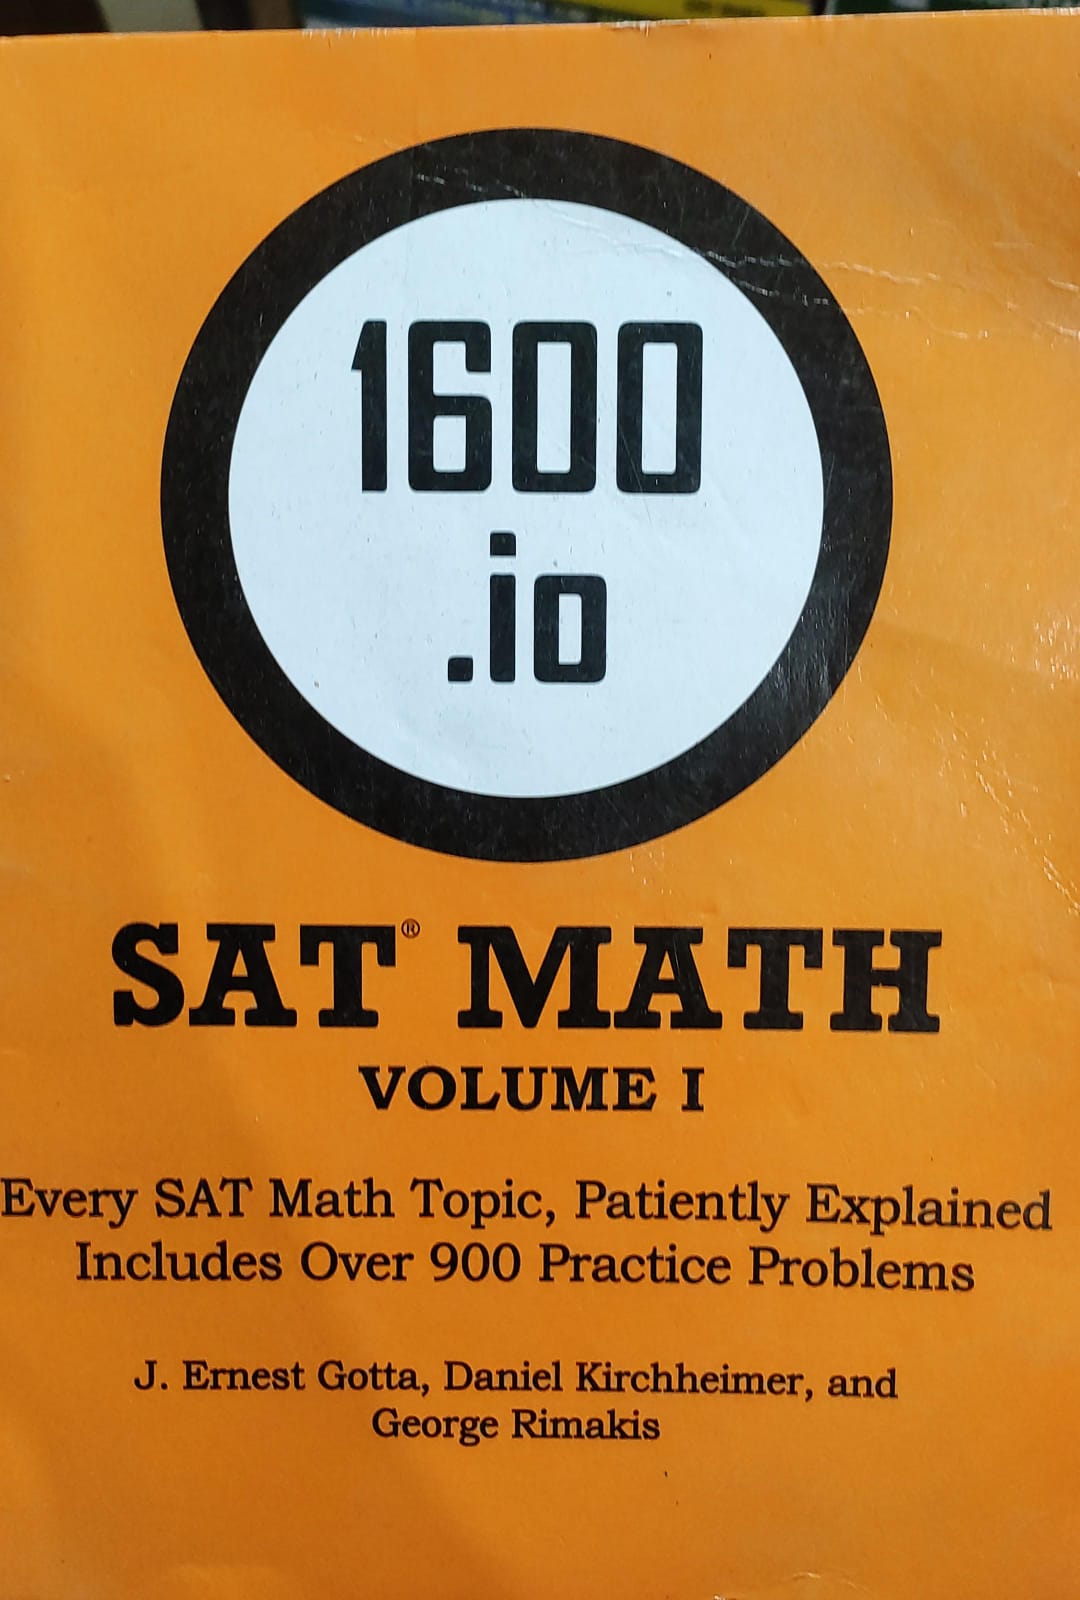 1600
.io
SAT® MATH
VOLUME I
Every SAT Math Topic, Patiently Explained
Includes Over 900 Practice Problems
J. Ernest Gotta, Daniel Kirchheimer, and
George Rimakis